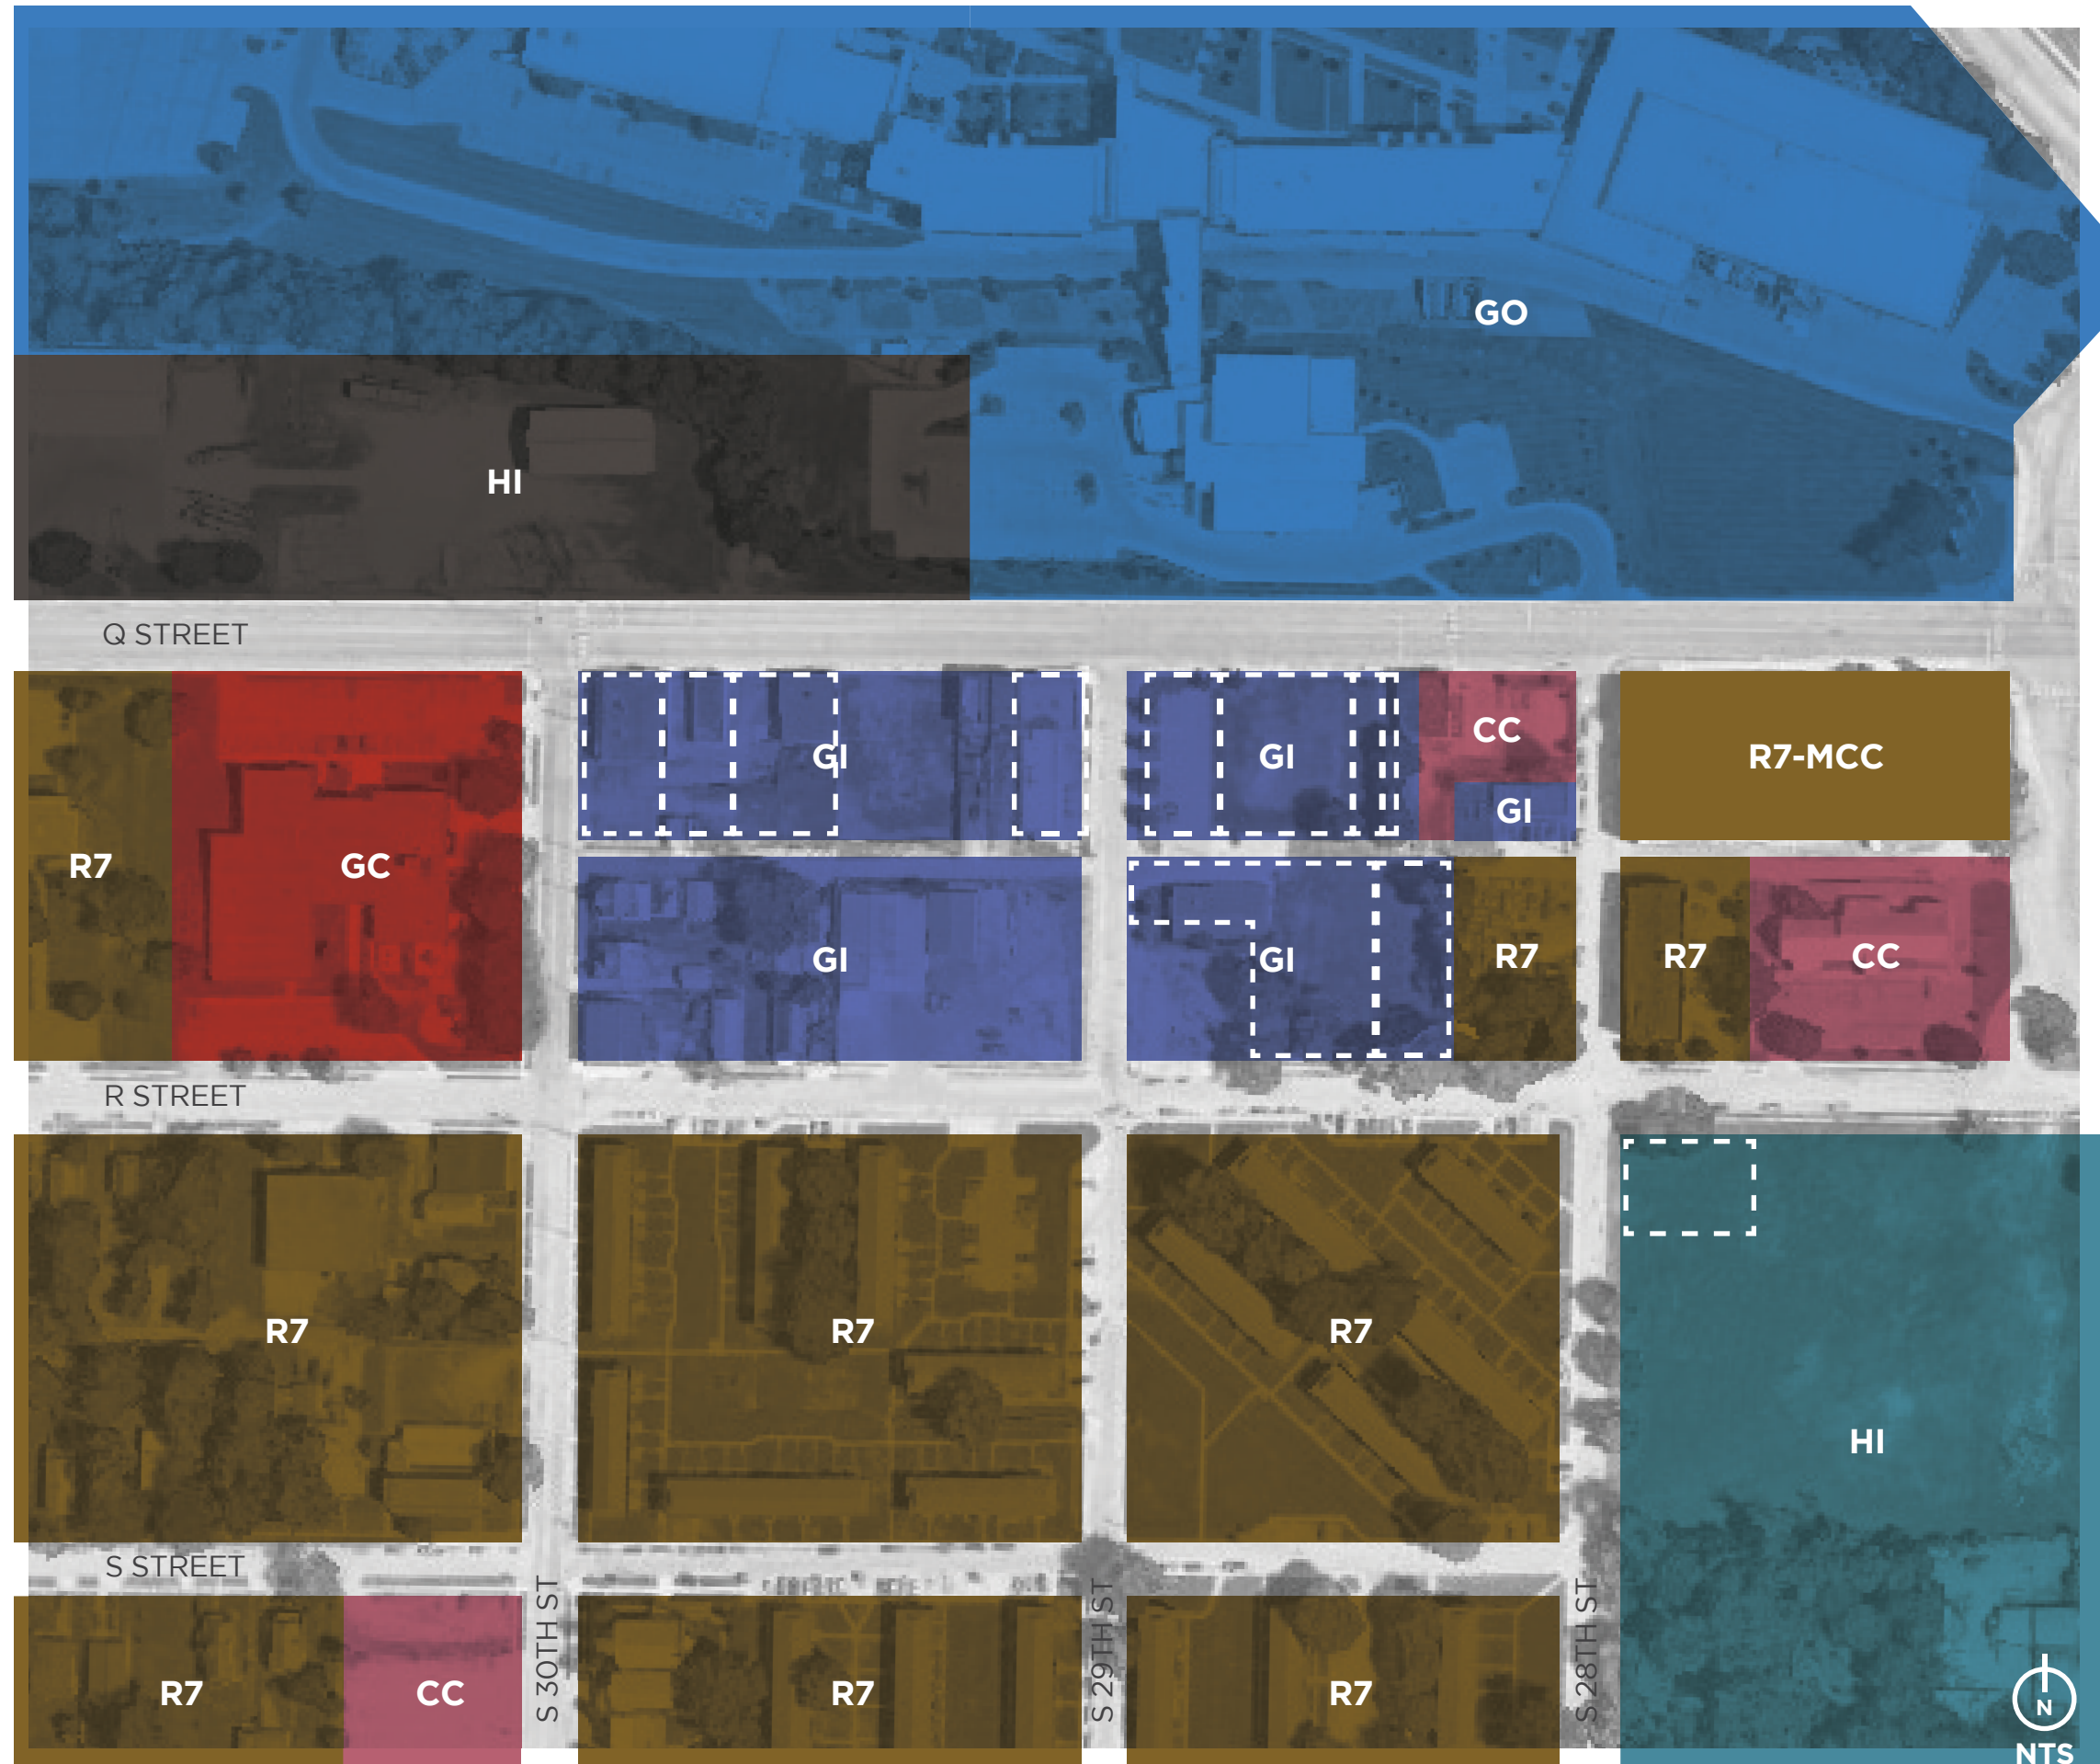 GO
HI
Q STREET
GI
GI
CC
GI
R7-MCC
R7
GC
GI
GI
R7
R7
CC
R STREET
R7
R7
R7
HI
S STREET
S 30TH ST
S 29TH ST
S 28TH ST
R7
CC
R7
R7
N
NTS